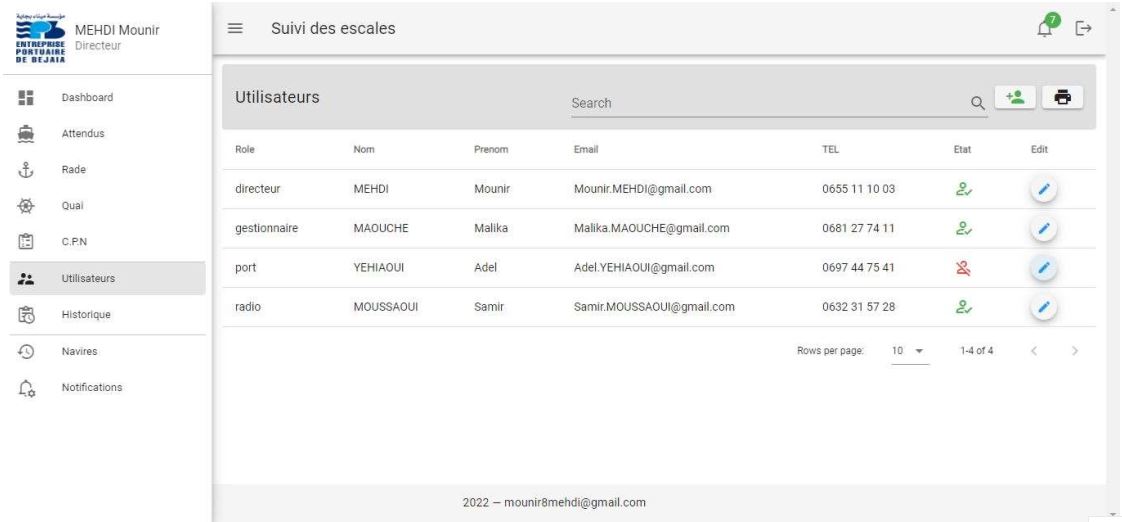 مؤسسة ميناء بجاية
ENTREPRISE
PORTUAIRE
DE BEJAIA
MEHDI Mounir
Directeur
Dashboard
Attendus
Rade
Quai
C.P.N
Utilisateurs
Historique
Navires
Notifications
Suivi des escales
7
Utilisateurs
Search
Role Nom Prenom Email TEL Etat Edit
directeur MEHDI Mounir Mounir.MEHDI@gmail.com 0655 11 10 03
gestionnaire MAOUCHE Malika Malika.MAOUCHE@gmail.com 0681 27 74 11
port YEHIAOUI Adel Adel.YEHIAOUI@gmail.com 0697 44 75 41
radio MOUSSAOUI Samir Samir.MOUSSAOUI@gmail.com 0632 31 57 28
Rows per page: 10 1-4 of 4
2022 — mounir8mehdi@gmail.com